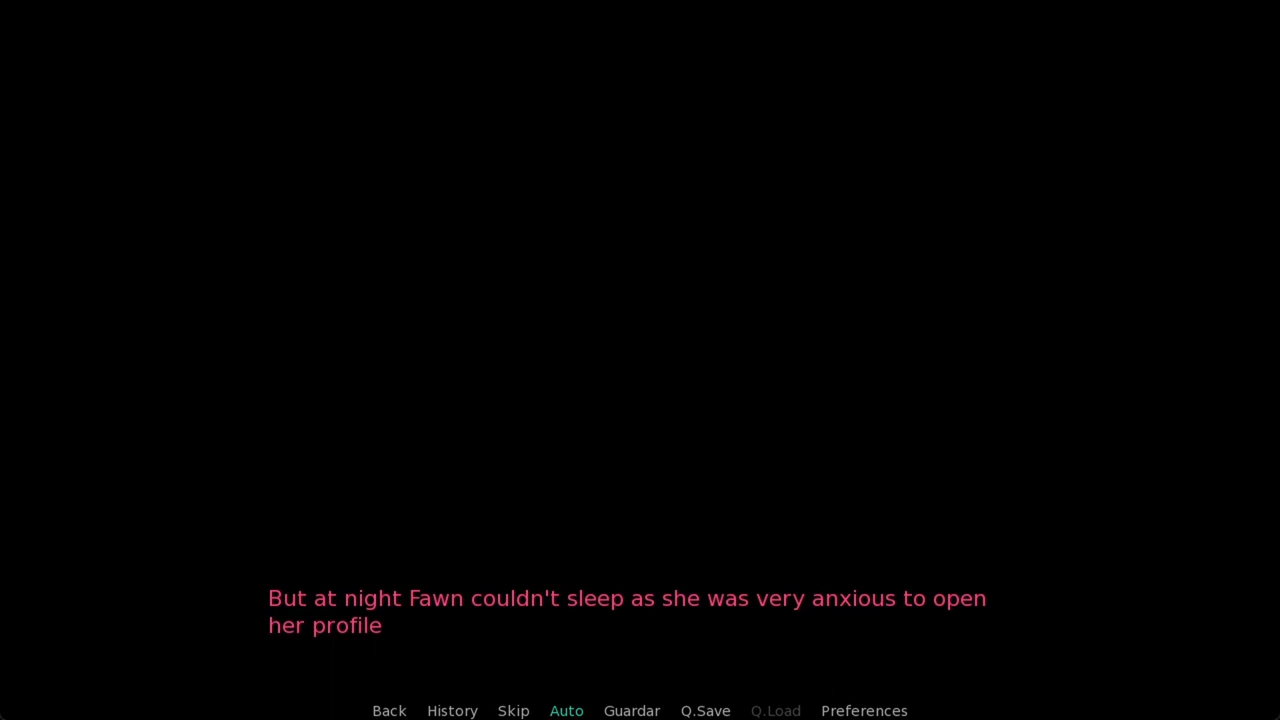 But at night Fawn couldn't sleep as she was very anxious to open
her profile
Back History Skip Auto Guardar Q.Save Q.Load Preferences